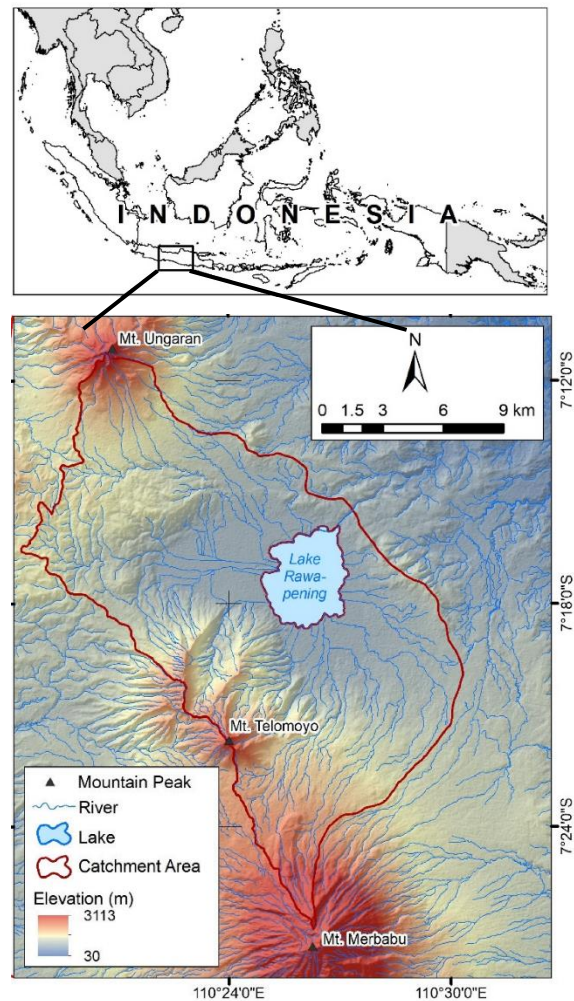 INDONESIA
Mt. Ungaran
N
0 1.5 3 6 9 km
7°12'0"S
Lake
Rawa-
pening
7°18'0"S
Mt. Telomoyo
Mountain Peak
River
Lake
Catchment Area
Elevation (m)
3113
30
7°24'0"S
Mt. Merbabu
110°24'0"E
110°30'0"E